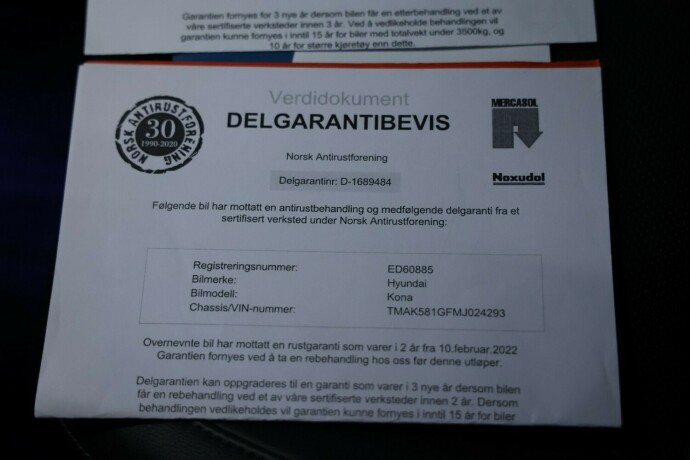 Garantien fornyes for 3 nye år dersom bilen får en etterbehandling ved et av
våre sertifiserte verksteder innen 3 år. Ved å vedlikeholde behandlingen vil
garantien kunne fornyes i inntil 15 år for biler med totalvekt under 3500kg, og
10 år for større kjøretøy enn dette.
Verdidokument
DELGARANTIBEVIS
NORSK ANTIRUSTFORENING
30
1990-2020
MERCASOL
Noxudol
Norsk Antirustforening
Delgarantinr: D-1689484
Følgende bil har mottatt en antirustbehandling og medfølgende delgaranti fra et
sertifisert verksted under Norsk Antirustforening:
Registreringsnummer: ED60885
Bilmerke: Hyundai
Bilmodell: Kona
Chassis/VIN-nummer: TMAK581GFMJ024293
Overnevnte bil har mottatt en rustgaranti som varer i 2 år fra 10.februar.2022
Garantien fornyes ved å ta en rebehandling hos oss før denne utløper.
Delgarantien kan oppgraderes til en garanti som varer i 3 nye år dersom bilen
får en rebehandling ved et av våre sertifiserte verksteder innen 2 år. Dersom
behandlingen vedlikeholdes vil garantien kunne fornyes i inntil 15 år for biler